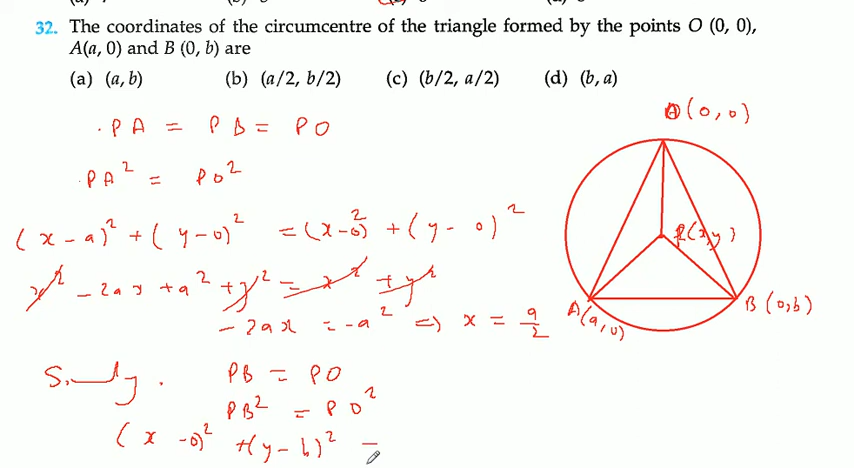 32. The coordinates of the circumcentre of the triangle formed by the points O (0, 0),
A(a, 0) and B (0, b) are
(a) (a, b) (b) (a/2, b/2) (c) (b/2, a/2) (d) (b, a)
(0, 0)
. PA = PB = PO
. PA² = PO²
(x - a)² + (y - 0)² = (x - 0)² + (y - 0)²
P(x, y)
x² - 2ax + a² + y² = x² + y²
- 2ax = -a² ⇒ x = a/2
A(a, 0)
B (0, b)
PB = PO
PB² = PO²
(x - 0)² + (y - b)² =